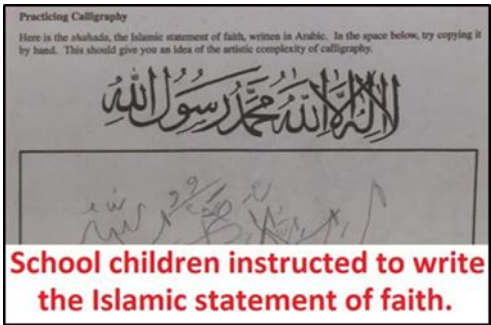 Practicing Calligraphy
Here is the shahada, the Islamic statement of faith, written in Arabic. In the space below, try copying it
by hand. This should give you an idea of the artistic complexity of calligraphy.
لا إله إلا الله محمد رسول الله
School children instructed to write
the Islamic statement of faith.